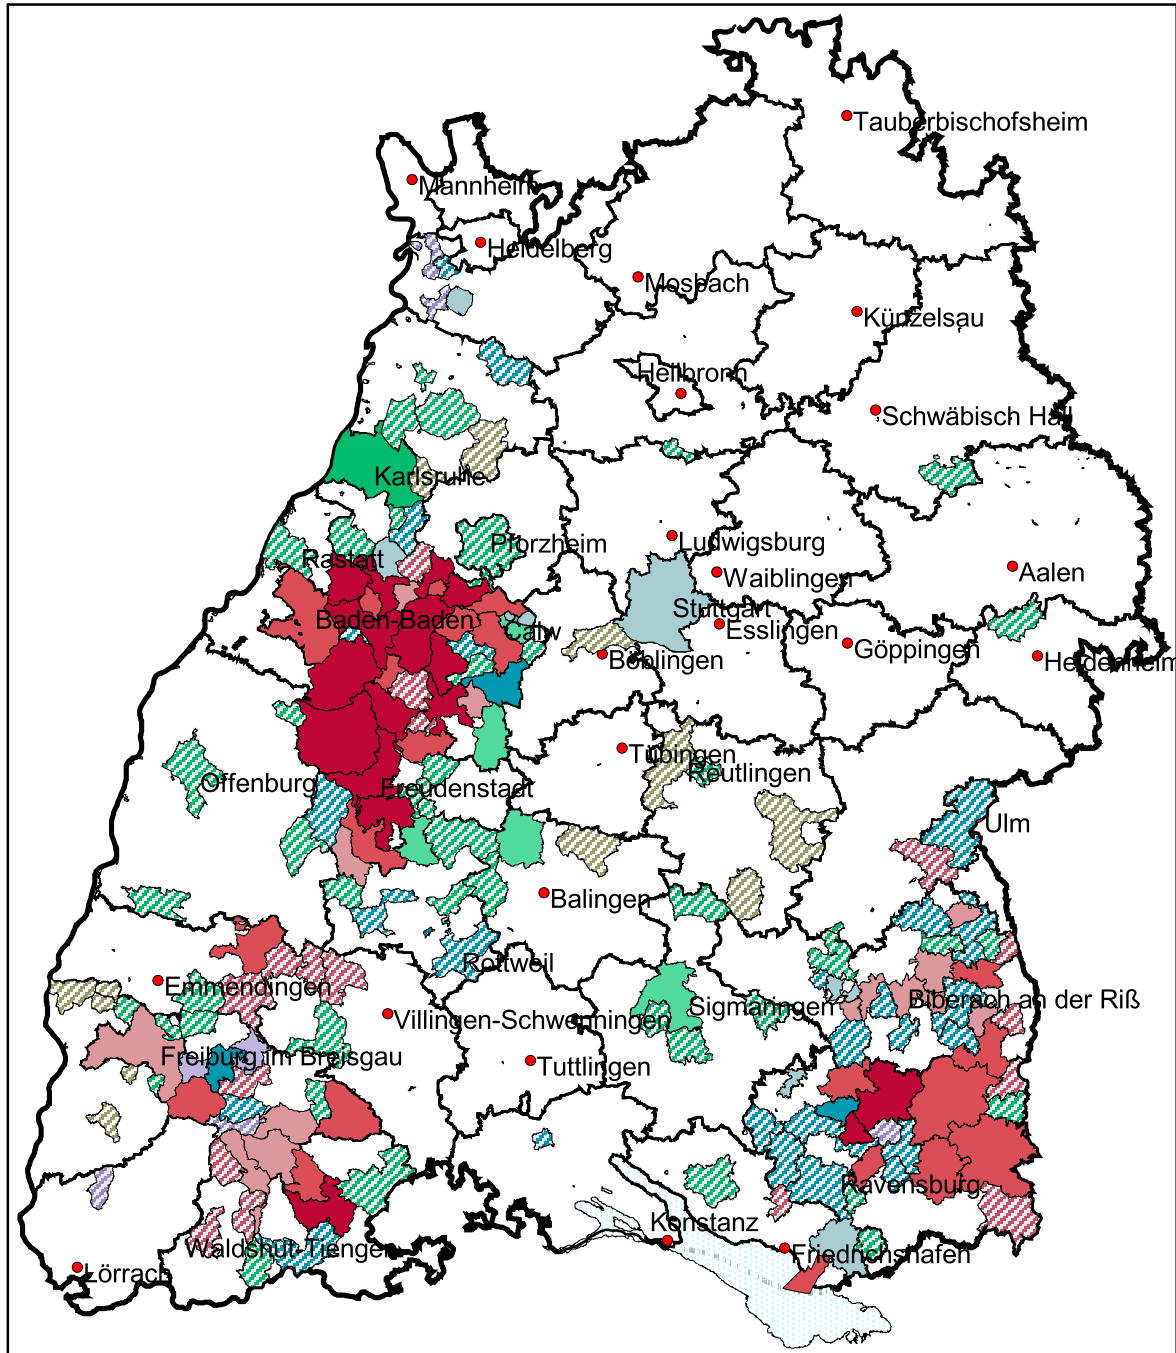 Tauberbischofsheim
Mannheim
Heidelberg
Mosbach
Künzelsau
Heilbronn
Schwäbisch Hall
Karlsruhe
Pforzheim
Ludwigsburg
Rastatt
Waiblingen
Aalen
Stuttgart
Baden-Baden
Calw
Esslingen
Göppingen
Böblingen
Heidenheim
Tübingen
Reutlingen
Offenburg
Freudenstadt
Ulm
Balingen
Rottweil
Emmendingen
Sigmaringen
Biberach an der Riß
Villingen-Schwenningen
Freiburg im Breisgau
Tuttlingen
Ravensburg
Konstanz
Waldshut-Tiengen
Friedrichshafen
Lörrach